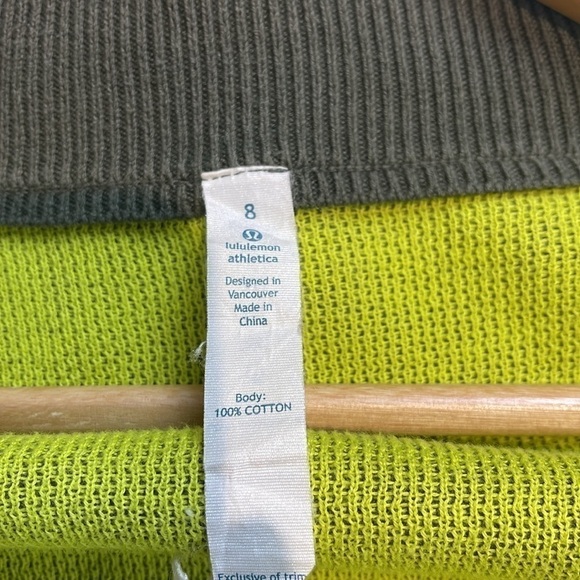 8
lululemon
athletica
Designed in
Vancouver
Made in
China
Body:
100% COTTON
Exclusive of trim